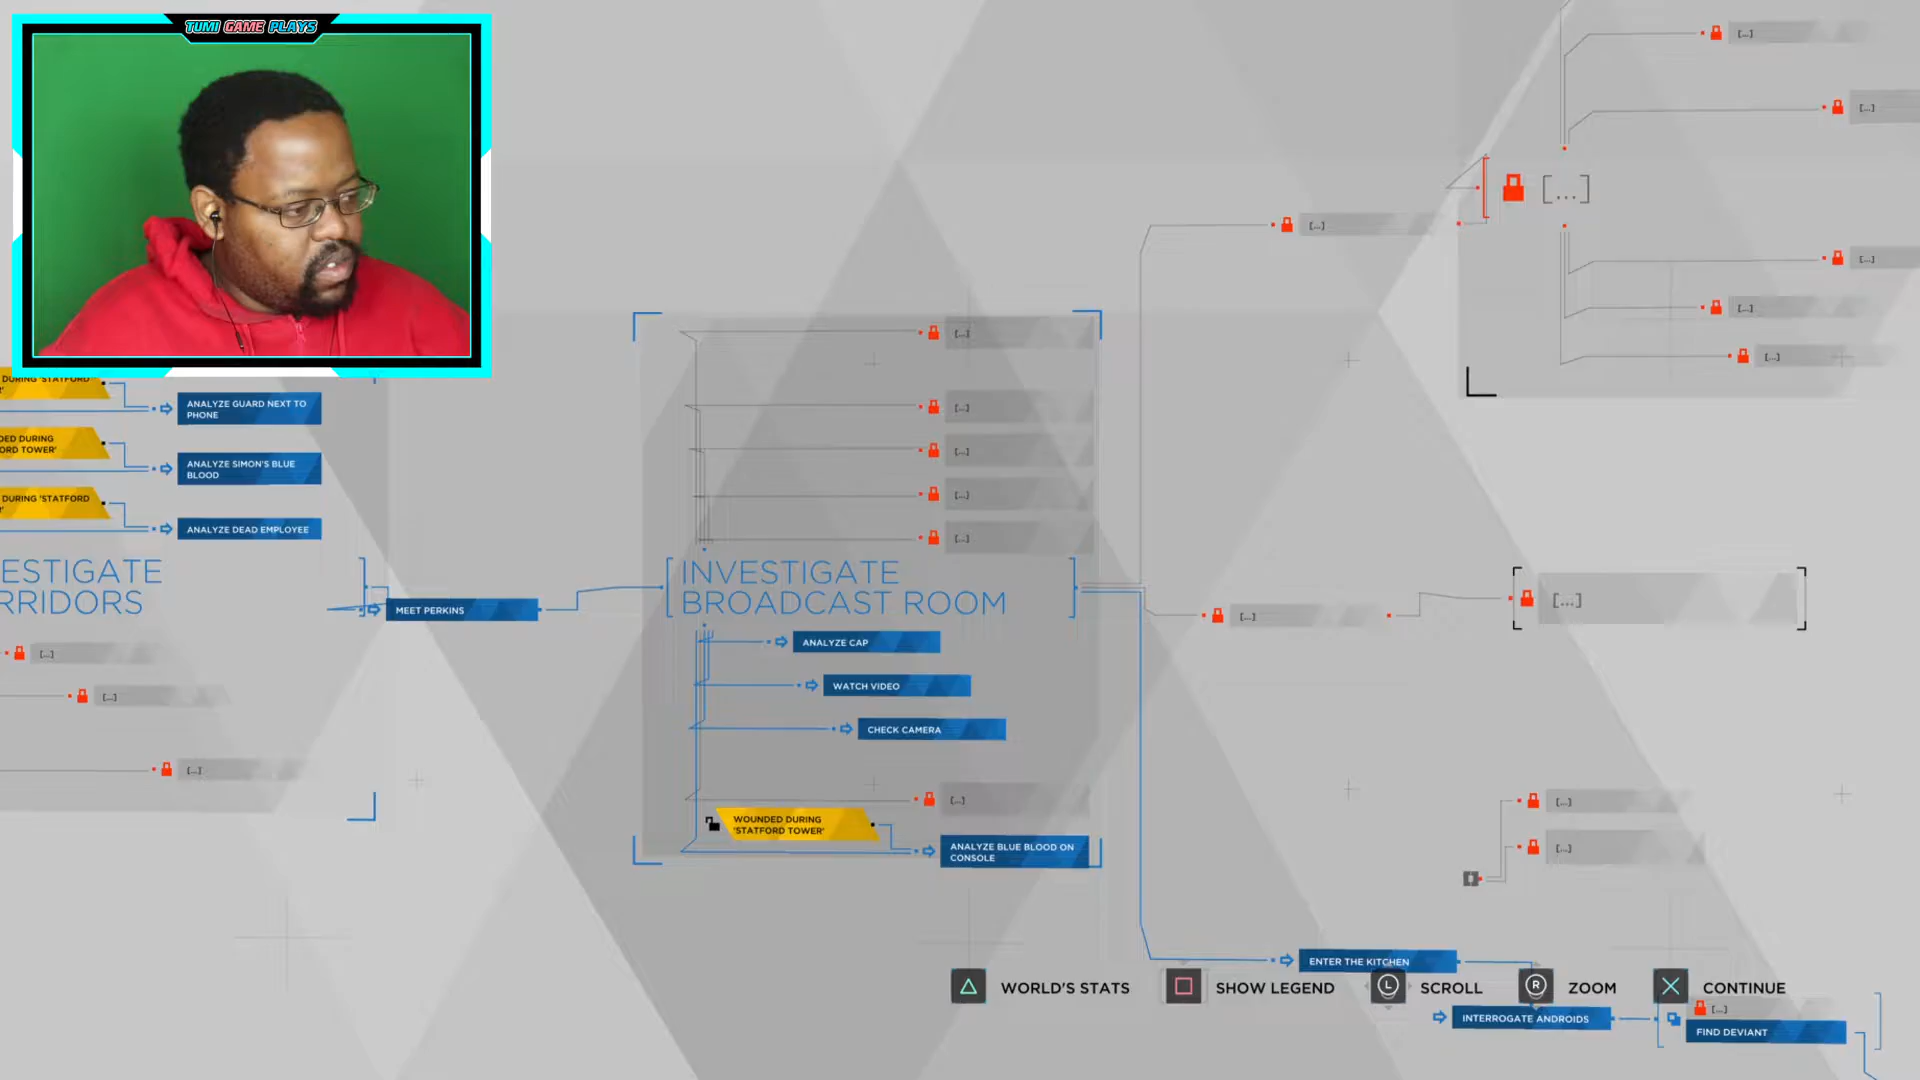 TUMI GAME PLAYS
[...]
[...]
[...]
[...]
[...]
[...]
[...]
DURING 'STATFORD
ANALYZE GUARD NEXT TO
PHONE
DED DURING
FORD TOWER'
ANALYZE SIMON'S BLUE
BLOOD
DURING 'STATFORD
ANALYZE DEAD EMPLOYEE
ESTIGATE
RRIDORS
MEET PERKINS
[...]
[...]
[...]
[...]
[...]
[...]
[...]
[...]
INVESTIGATE
BROADCAST ROOM
ANALYZE CAP
WATCH VIDEO
CHECK CAMERA
[...]
WOUNDED DURING
'STATFORD TOWER'
ANALYZE BLUE BLOOD ON
CONSOLE
[...]
[...]
[...]
[...]
ENTER THE KITCHEN
WORLD'S STATS
SHOW LEGEND
L
SCROLL
R
ZOOM
CONTINUE
INTERROGATE ANDROIDS
[...]
FIND DEVIANT